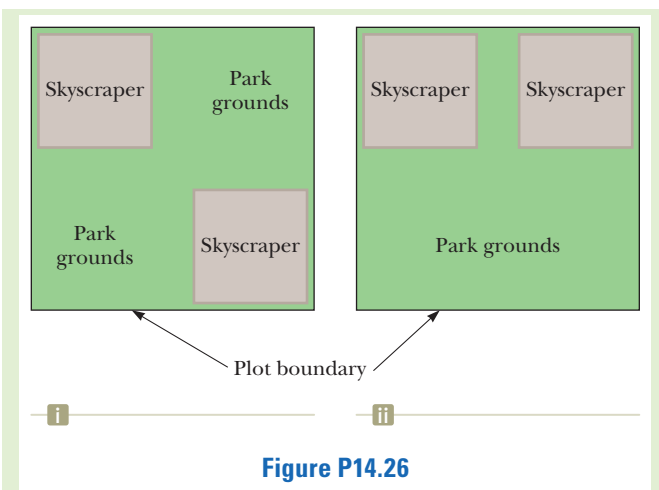 Skyscraper
Park
grounds
Park
grounds
Skyscraper
Skyscraper
Skyscraper
Park grounds
Plot boundary
i
ii
Figure P14.26